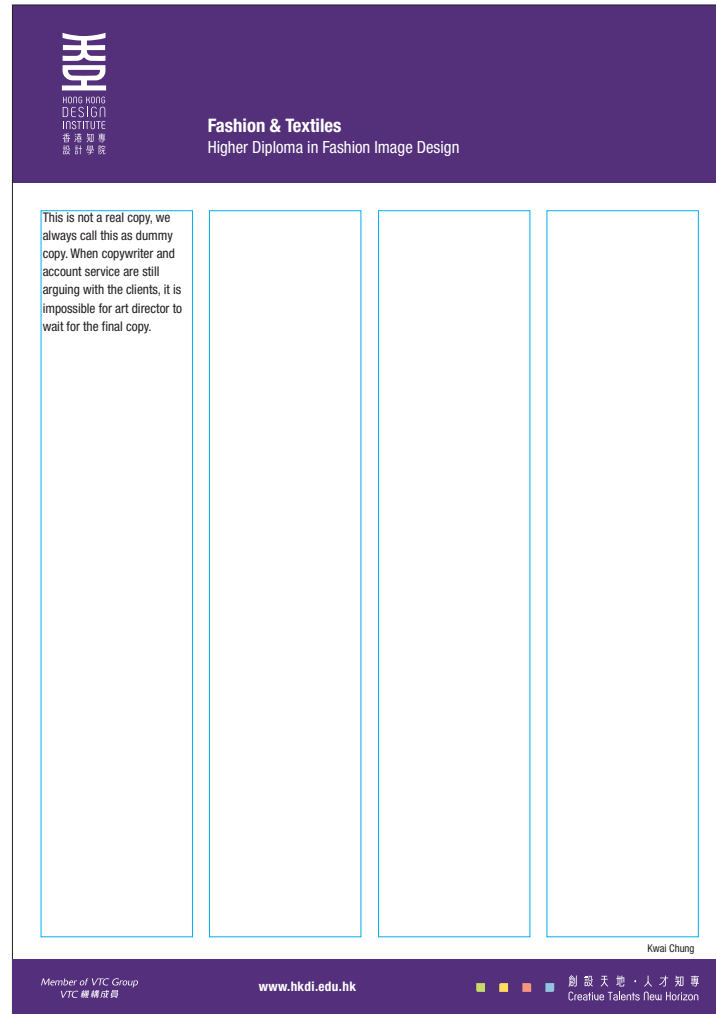 HONG KONG
DESIGN
INSTITUTE
香港知專
設計學院
Fashion & Textiles
Higher Diploma in Fashion Image Design
This is not a real copy, we
always call this as dummy
copy. When copywriter and
account service are still
arguing with the clients, it is
impossible for art director to
wait for the final copy.
Kwai Chung
Member of VTC Group
VTC 機構成員
www.hkdi.edu.hk
創設天地・人才知專
Creative Talents New Horizon